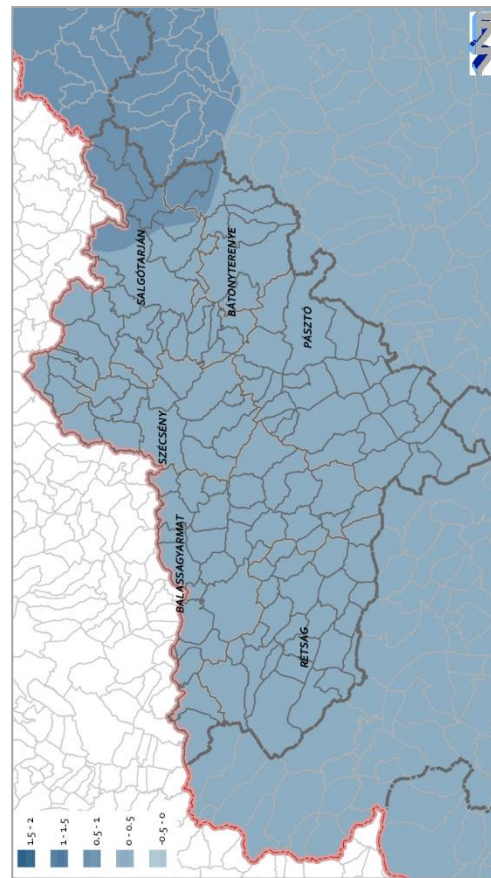 SALGÓTARJÁN
SZÉCSÉNY
BALASSAGYARMAT
BÁTONYTERENYE
PÁSZTÓ
RÉTSÁG
1.5 - 2
1 - 1.5
0.5 - 1
0 - 0.5
-0.5 - 0